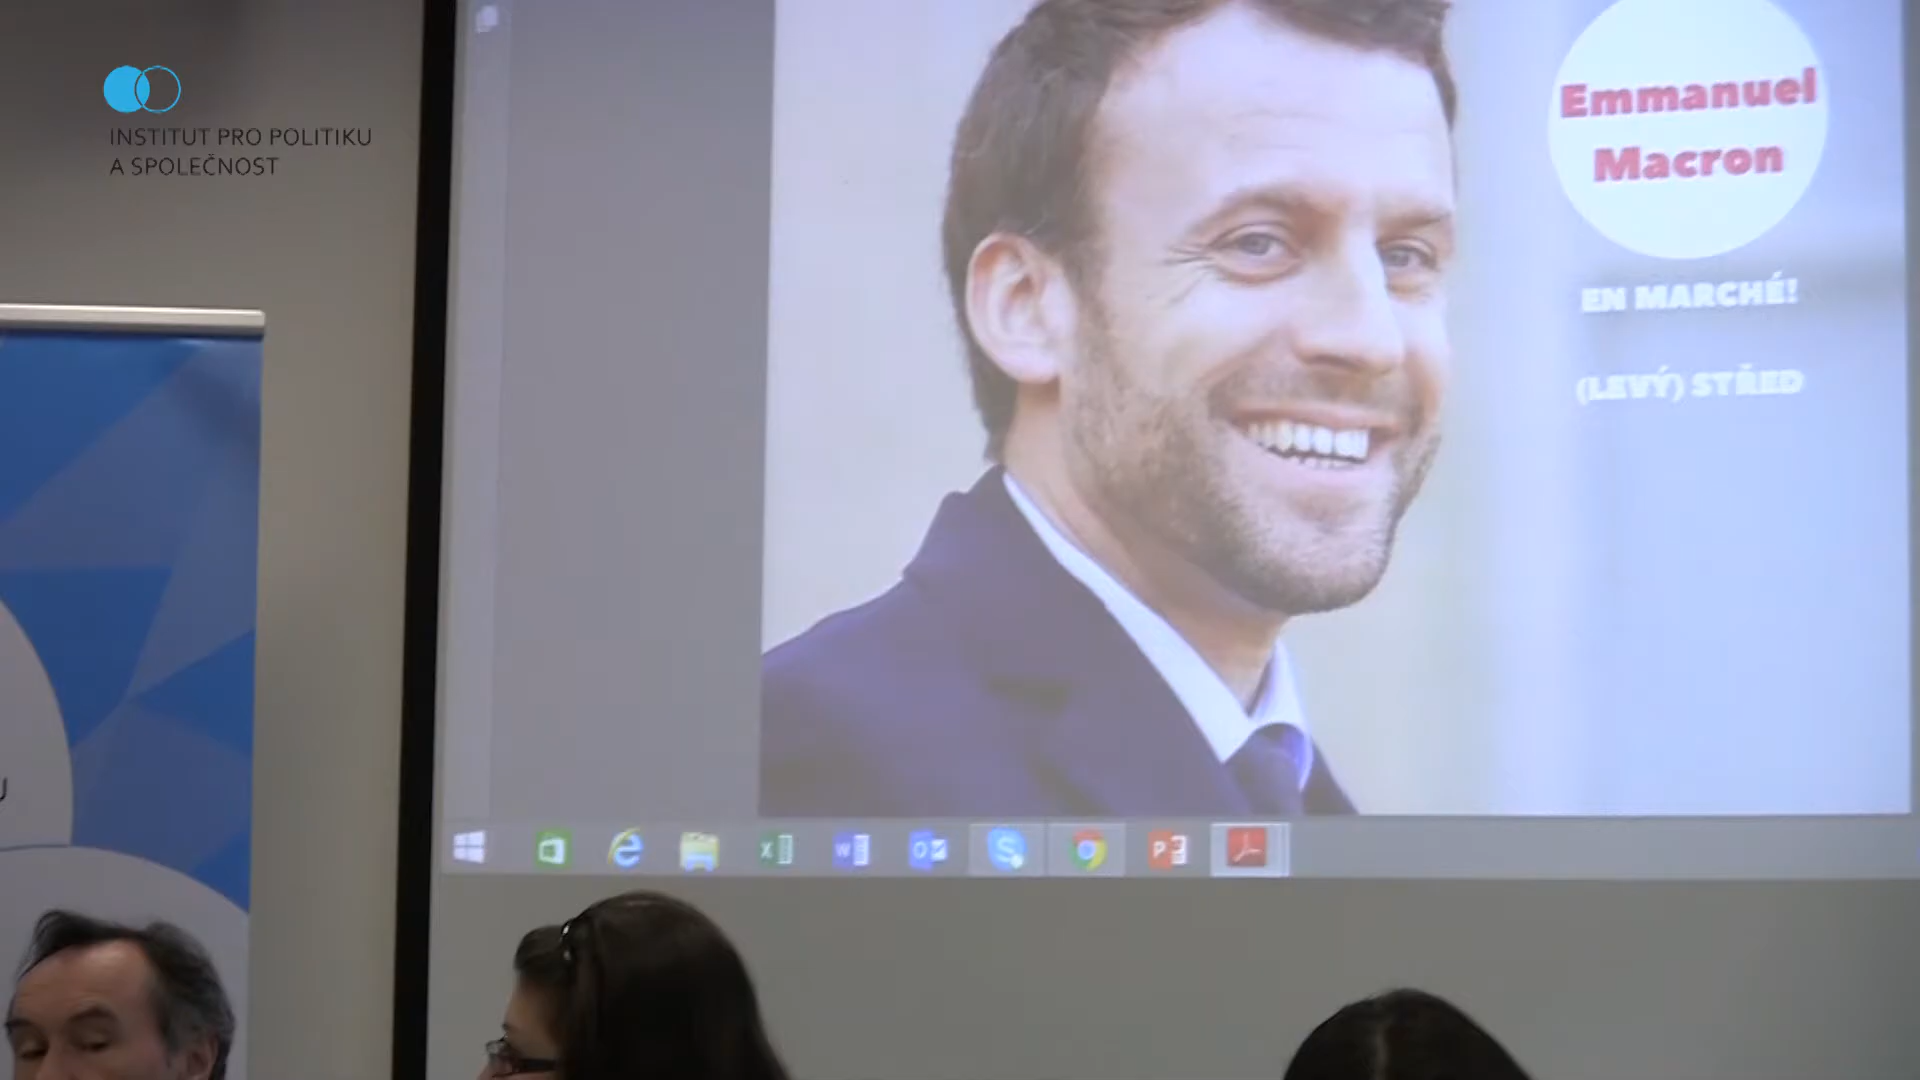 INSTITUT PRO POLITIKU
A SPOLEČNOST
Emmanuel
Macron
EN MARCHÉ!
(LEVÝ) STŘED